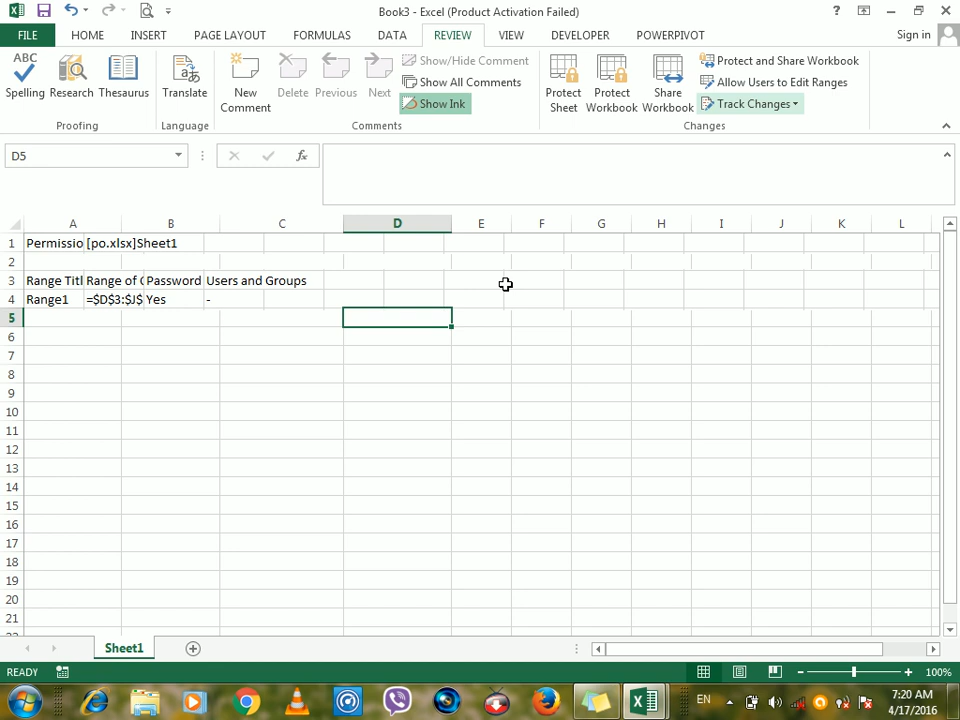 Book3 - Excel (Product Activation Failed)
FILE HOME INSERT PAGE LAYOUT FORMULAS DATA REVIEW VIEW DEVELOPER POWERPIVOT Sign in
ABC
Spelling Research Thesaurus
Proofing
Translate
Language
New Comment
Delete Previous Next
Show/Hide Comment
Show All Comments
Show Ink
Comments
Protect Sheet
Protect Workbook
Share Workbook
Protect and Share Workbook
Allow Users to Edit Ranges
Track Changes
Changes
D5 fx
A B C D E F G H I J K L
1 Permissio [po.xlsx]Sheet1
2
3 Range Titl Range of C Password Users and Groups
4 Range1 =$D$3:$J$ Yes -
5
6
7
8
9
10
11
12
13
14
15
16
17
18
19
20
21
22
Sheet1
READY 100%
EN
7:20 AM
4/17/2016